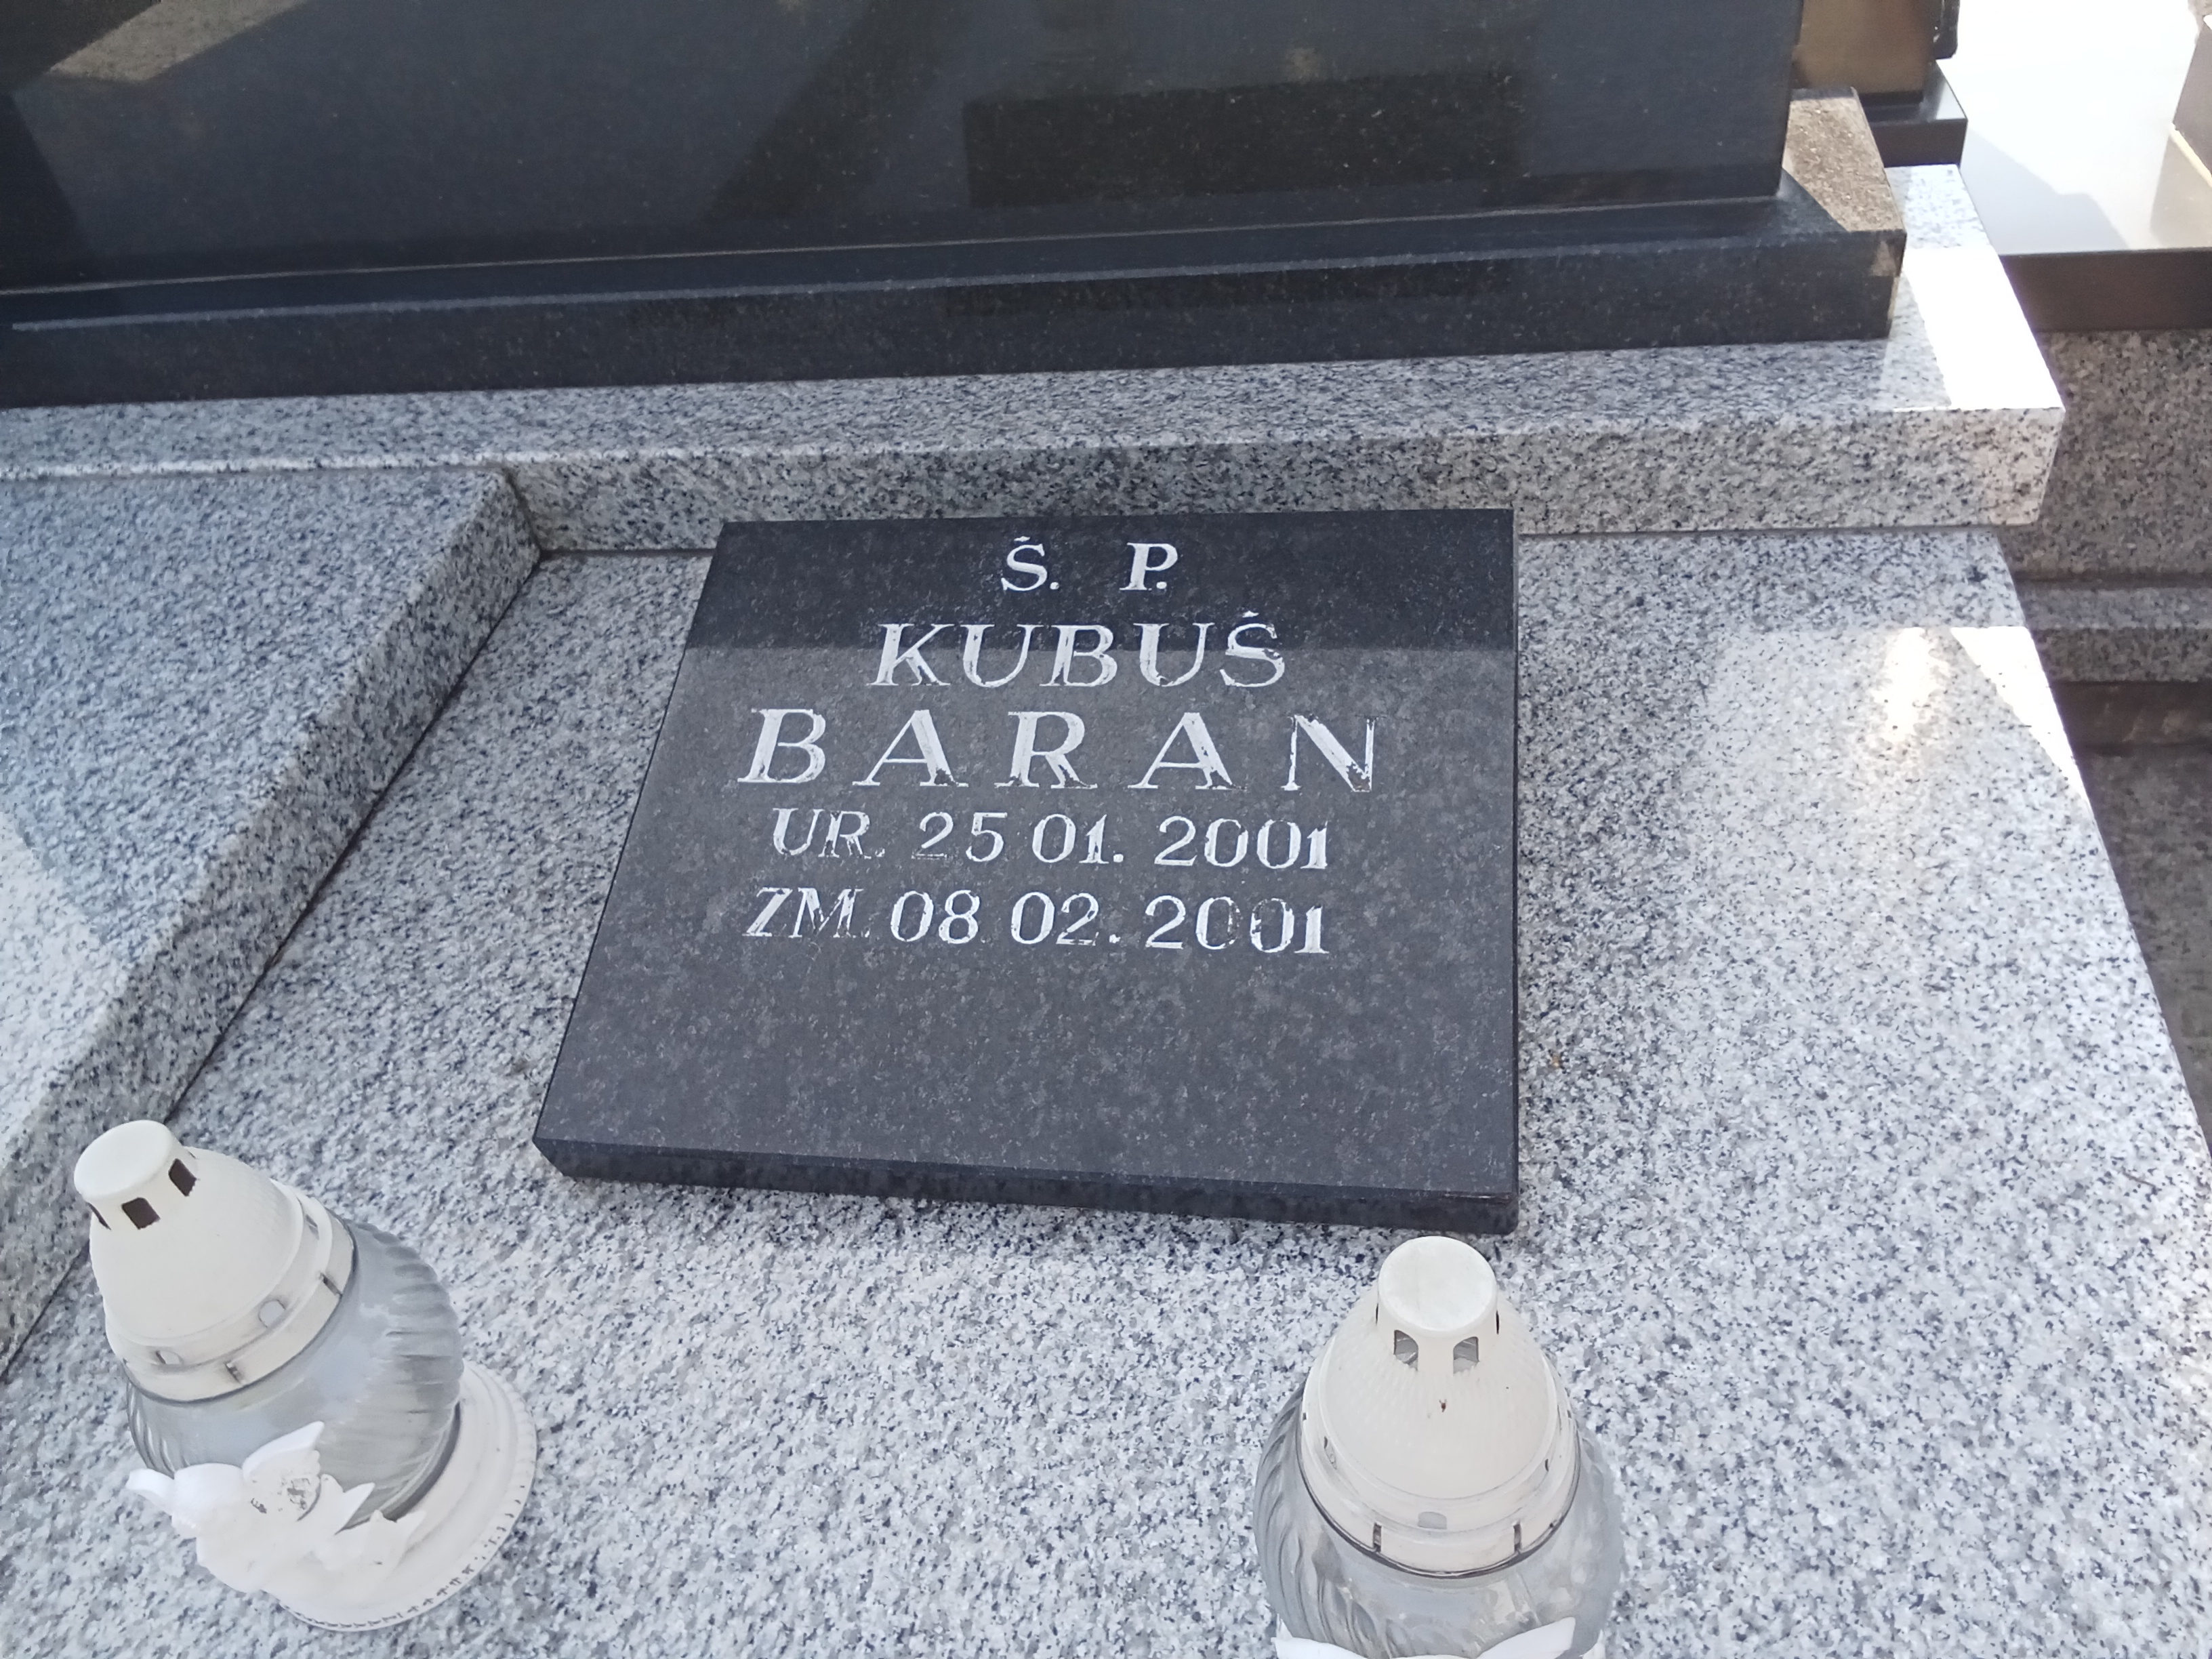 Ś. P.
KUBUŚ
BARAN
UR. 25 01. 2001
ZM. 08 02. 2001